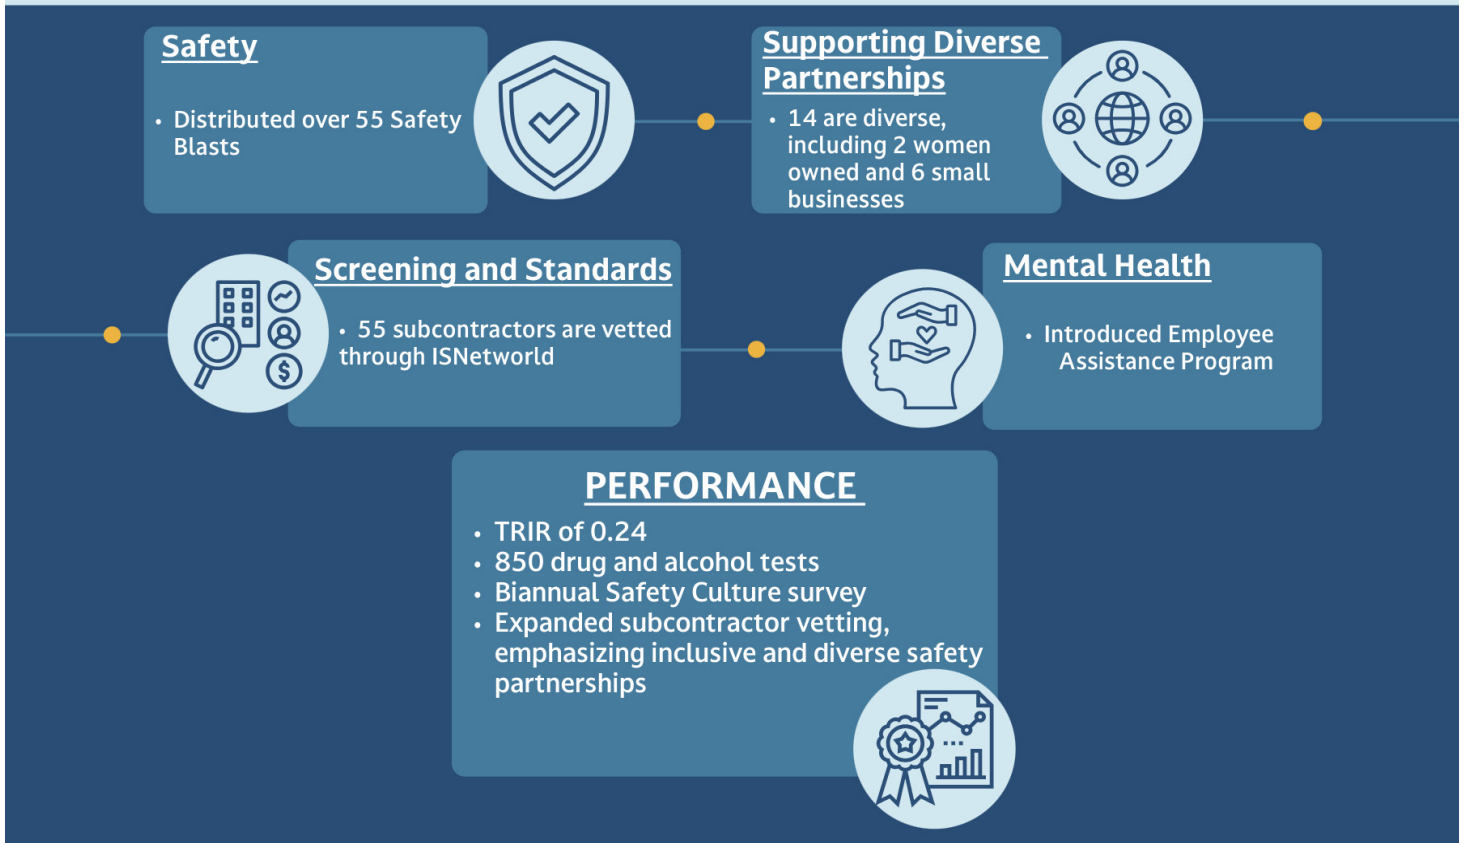 Safety
• Distributed over 55 Safety
Blasts
Supporting Diverse
Partnerships
• 14 are diverse,
including 2 women
owned and 6 small
businesses
Screening and Standards
• 55 subcontractors are vetted
through ISNetworld
Mental Health
• Introduced Employee
Assistance Program
PERFORMANCE
• TRIR of 0.24
• 850 drug and alcohol tests
• Biannual Safety Culture survey
• Expanded subcontractor vetting,
emphasizing inclusive and diverse safety
partnerships